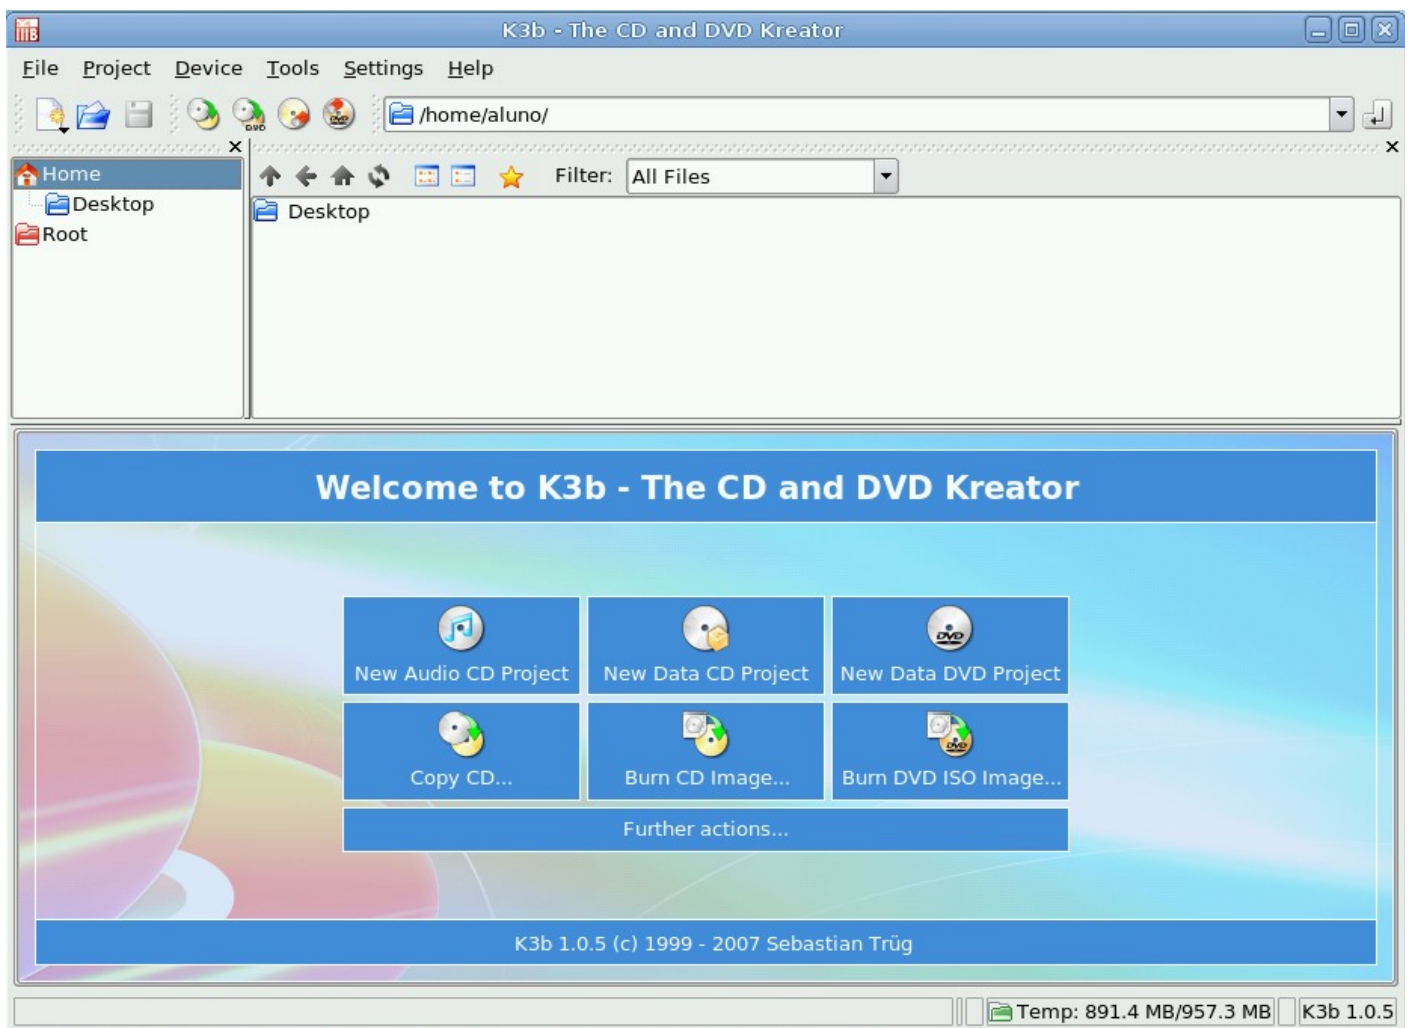 K3b - The CD and DVD Kreator
File Project Device Tools Settings Help
/home/aluno/
Home
Desktop
Root
Filter: All Files
Desktop
Welcome to K3b - The CD and DVD Kreator
New Audio CD Project
New Data CD Project
New Data DVD Project
Copy CD...
Burn CD Image...
Burn DVD ISO Image...
Further actions...
K3b 1.0.5 (c) 1999 - 2007 Sebastian Trüg
Temp: 891.4 MB/957.3 MB
K3b 1.0.5